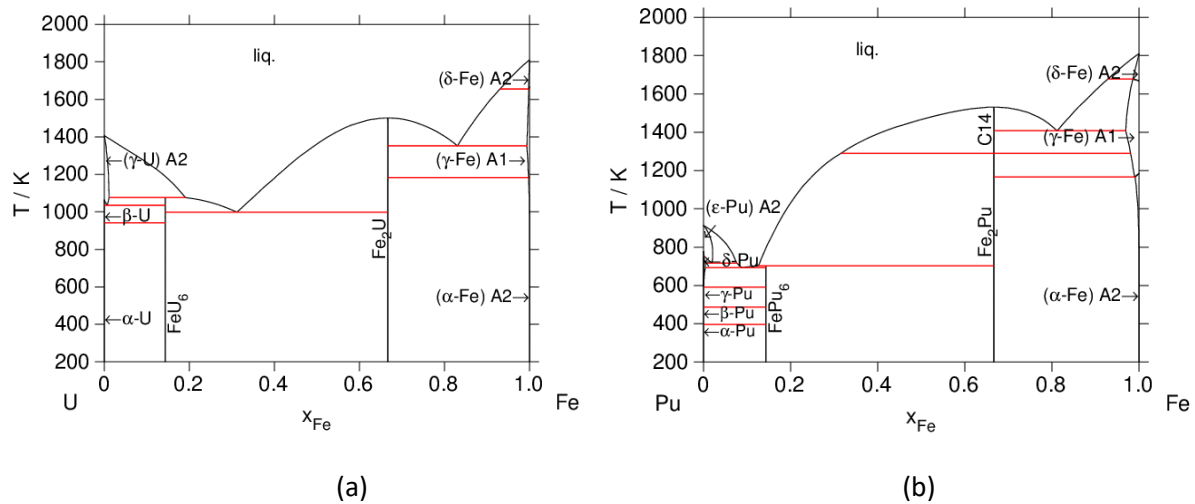 2000
1800
1600
1400
1200
1000
800
600
400
200
T / K
liq.
(δ-Fe) A2
(γ-U) A2
(γ-Fe) A1
β-U
Fe2U
(α-Fe) A2
α-U
FeU6
0
0.2
0.4
0.6
0.8
1.0
U
Fe
xFe
(a)
2000
1800
1600
1400
1200
1000
800
600
400
200
T / K
liq.
(δ-Fe) A2
C14
(γ-Fe) A1
(ε-Pu) A2
Fe2Pu
δ-Pu
γ-Pu
(α-Fe) A2
β-Pu
FePu6
α-Pu
0
0.2
0.4
0.6
0.8
1.0
Pu
Fe
xFe
(b)